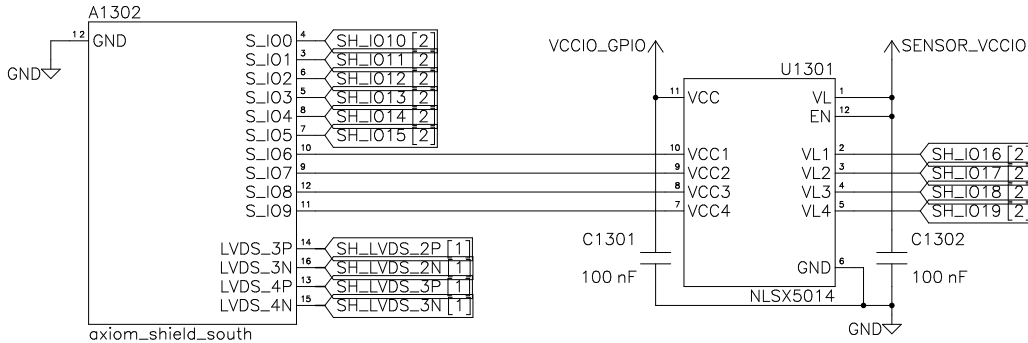 A1302
12 GND
GND
S_IO0 4 SH_IO10 [2]
S_IO1 3 SH_IO11 [2]
S_IO2 6 SH_IO12 [2]
S_IO3 5 SH_IO13 [2]
S_IO4 8 SH_IO14 [2]
S_IO5 7 SH_IO15 [2]
S_IO6 10
S_IO7 9
S_IO8 12
S_IO9 11
LVDS_3P 14 SH_LVDS_2P [1]
LVDS_3N 16 SH_LVDS_2N [1]
LVDS_4P 13 SH_LVDS_3P [1]
LVDS_4N 15 SH_LVDS_3N [1]
axiom_shield_south
VCCIO_GPIO
SENSOR_VCCIO
U1301
11 VCC VL 1
EN 12
10 VCC1 VL1 2 SH_IO16 [2]
9 VCC2 VL2 3 SH_IO17 [2]
8 VCC3 VL3 4 SH_IO18 [2]
7 VCC4 VL4 5 SH_IO19 [2]
GND 6
NLSX5014
C1301
100 nF
C1302
100 nF
GND